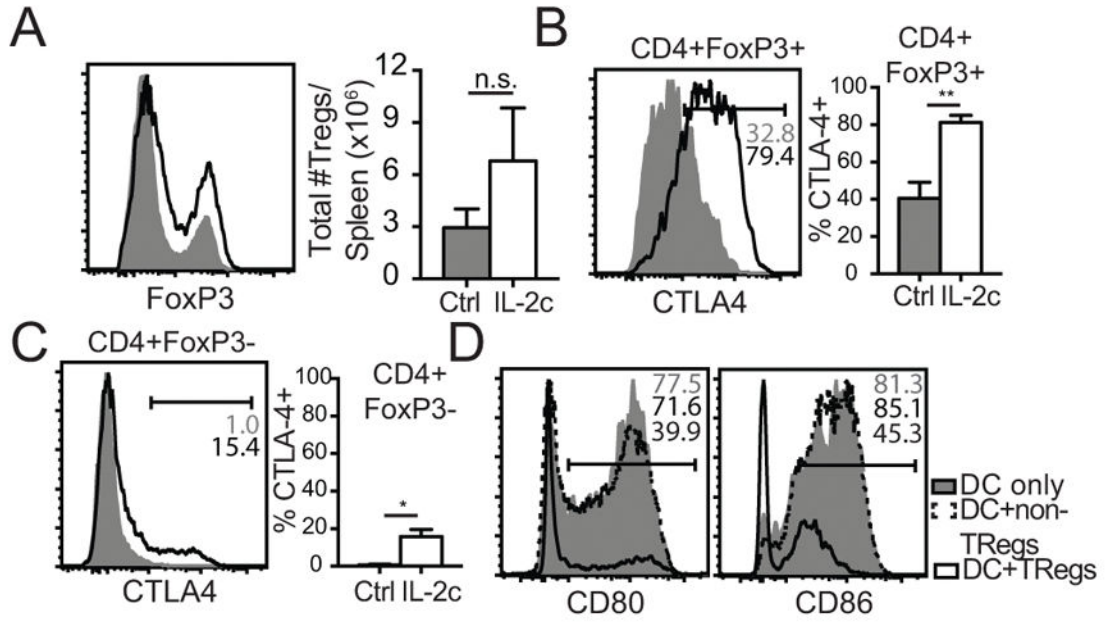 A
FoxP3
Total #Tregs/
Spleen (x10⁶)
12
9
6
3
0
n.s.
Ctrl IL-2c
B
CD4+FoxP3+
32.8
79.4
CTLA4
CD4+
FoxP3+
% CTLA-4+
100
80
60
40
20
0
**
Ctrl IL-2c
C
CD4+FoxP3-
1.0
15.4
CTLA4
CD4+
FoxP3-
% CTLA-4+
100
80
60
40
20
0
*
Ctrl IL-2c
D
77.5
71.6
39.9
CD80
81.3
85.1
45.3
CD86
DC only
DC+non-
TRegs
DC+TRegs